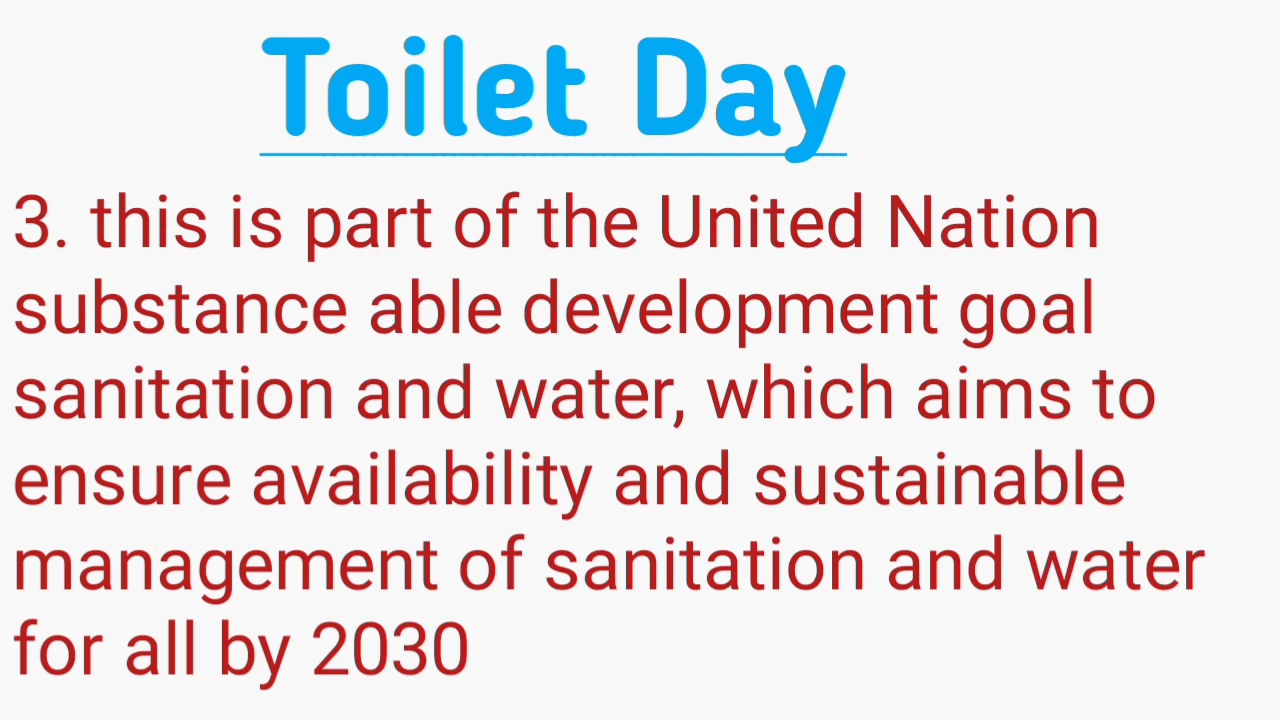 Toilet Day
3. this is part of the United Nation
substance able development goal
sanitation and water, which aims to
ensure availability and sustainable
management of sanitation and water
for all by 2030